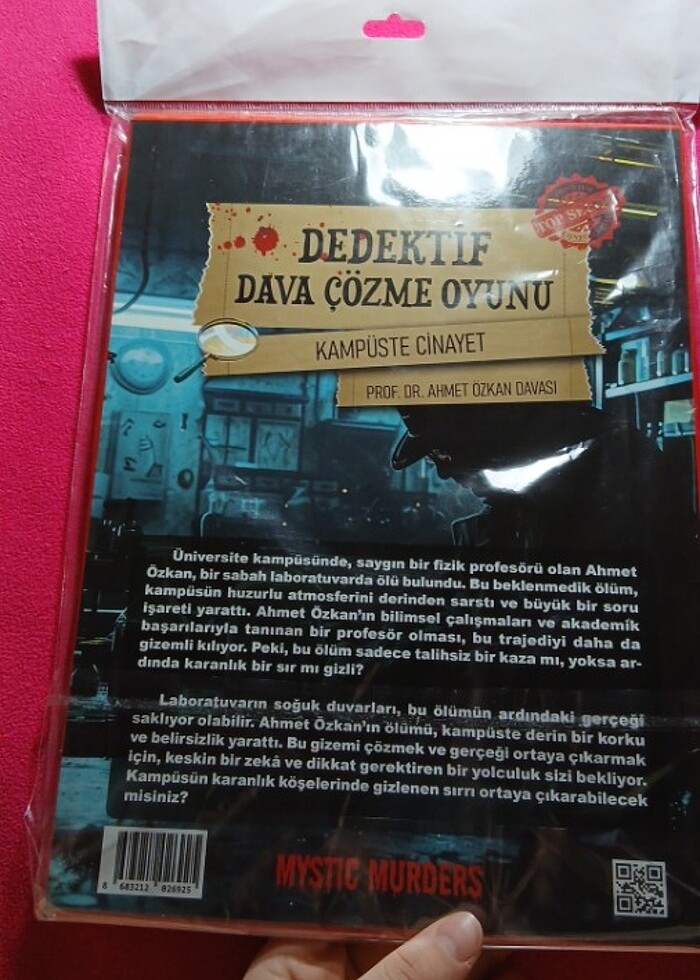 TOP SE
DEDEKTİF
DAVA ÇÖZME OYUNU
KAMPÜSTE CİNAYET
PROF. DR. AHMET ÖZKAN DAVASI
Üniversite kampüsünde, saygın bir fizik profesörü olan Ahmet
Özkan, bir sabah laboratuvarda ölü bulundu. Bu beklenmedik ölüm,
kampüsün huzurlu atmosferini derinden sarstı ve büyük bir soru
işareti yarattı. Ahmet Özkan'ın bilimsel çalışmaları ve akademik
başarılarıyla tanınan bir profesör olması, bu trajediyi daha da
gizemli kılıyor. Peki, bu ölüm sadece talihsiz bir kaza mı, yoksa ar-
dında karanlık bir sır mı gizli?
Laboratuvarın soğuk duvarları, bu ölümün ardındaki gerçeği
saklıyor olabilir. Ahmet Özkan'ın ölümü, kampüste derin bir korku
ve belirsizlik yarattı. Bu gizemi çözmek ve gerçeği ortaya çıkarmak
için, keskin bir zekâ ve dikkat gerektiren bir yolculuk sizi bekliyor.
Kampüsün karanlık köşelerinde gizlenen sırrı ortaya çıkarabilecek
misiniz?
8 683212 026925
MYSTIC MURDERS